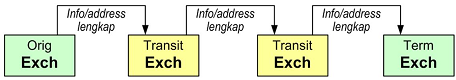 Info/address
lengkap
Info/address
lengkap
Info/address
lengkap
Orig
Exch
Transit
Exch
Transit
Exch
Term
Exch